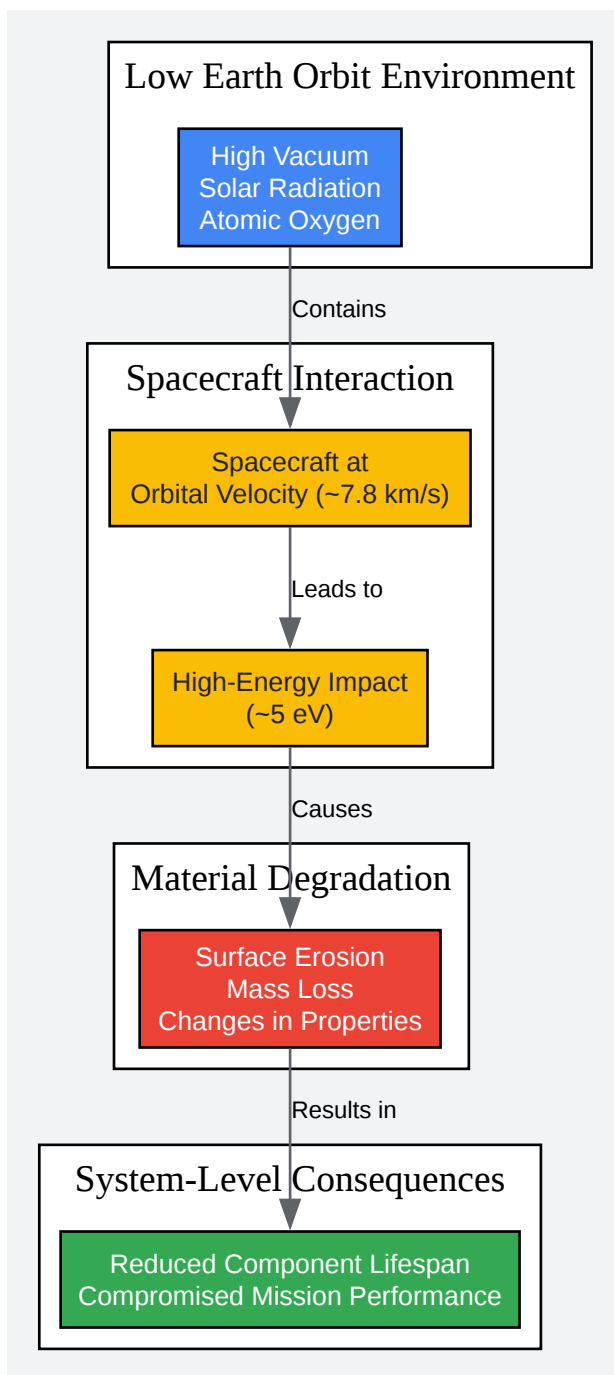 Low Earth Orbit Environment
High Vacuum
Solar Radiation
Atomic Oxygen
Contains
Spacecraft Interaction
Spacecraft at
Orbital Velocity (~7.8 km/s)
Leads to
High-Energy Impact
(~5 eV)
Causes
Material Degradation
Surface Erosion
Mass Loss
Changes in Properties
Results in
System-Level Consequences
Reduced Component Lifespan
Compromised Mission Performance